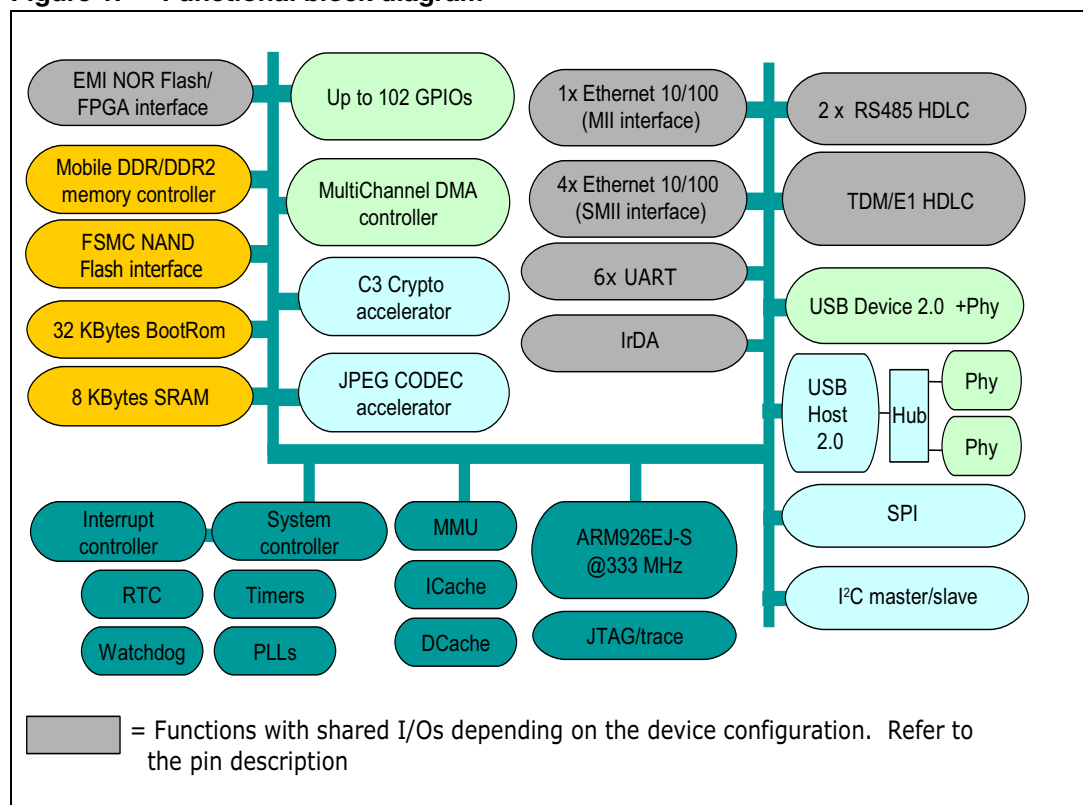 Figure 1. Functional block diagram
EMI NOR Flash/
FPGA interface
Up to 102 GPIOs
1x Ethernet 10/100
(MII interface)
2 x RS485 HDLC
Mobile DDR/DDR2
memory controller
MultiChannel DMA
controller
4x Ethernet 10/100
(SMII interface)
TDM/E1 HDLC
FSMC NAND
Flash interface
C3 Crypto
accelerator
6x UART
USB Device 2.0 +Phy
32 KBytes BootRom
IrDA
8 KBytes SRAM
JPEG CODEC
accelerator
USB
Host
2.0
Hub
Phy
Phy
Interrupt
controller
System
controller
MMU
ARM926EJ-S
@333 MHz
SPI
RTC
Timers
ICache
I²C master/slave
Watchdog
PLLs
DCache
JTAG/trace
= Functions with shared I/Os depending on the device configuration. Refer to
the pin description